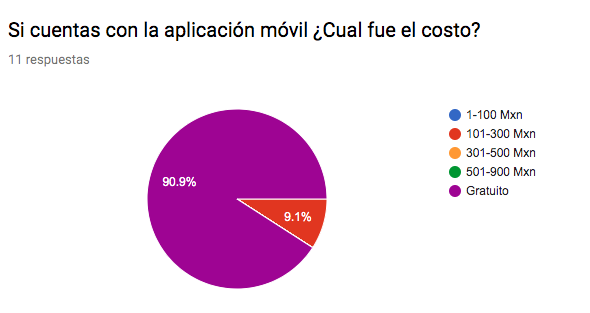 Si cuentas con la aplicación móvil ¿Cual fue el costo?
11 respuestas
90.9%
9.1%
1-100 Mxn
101-300 Mxn
301-500 Mxn
501-900 Mxn
Gratuito